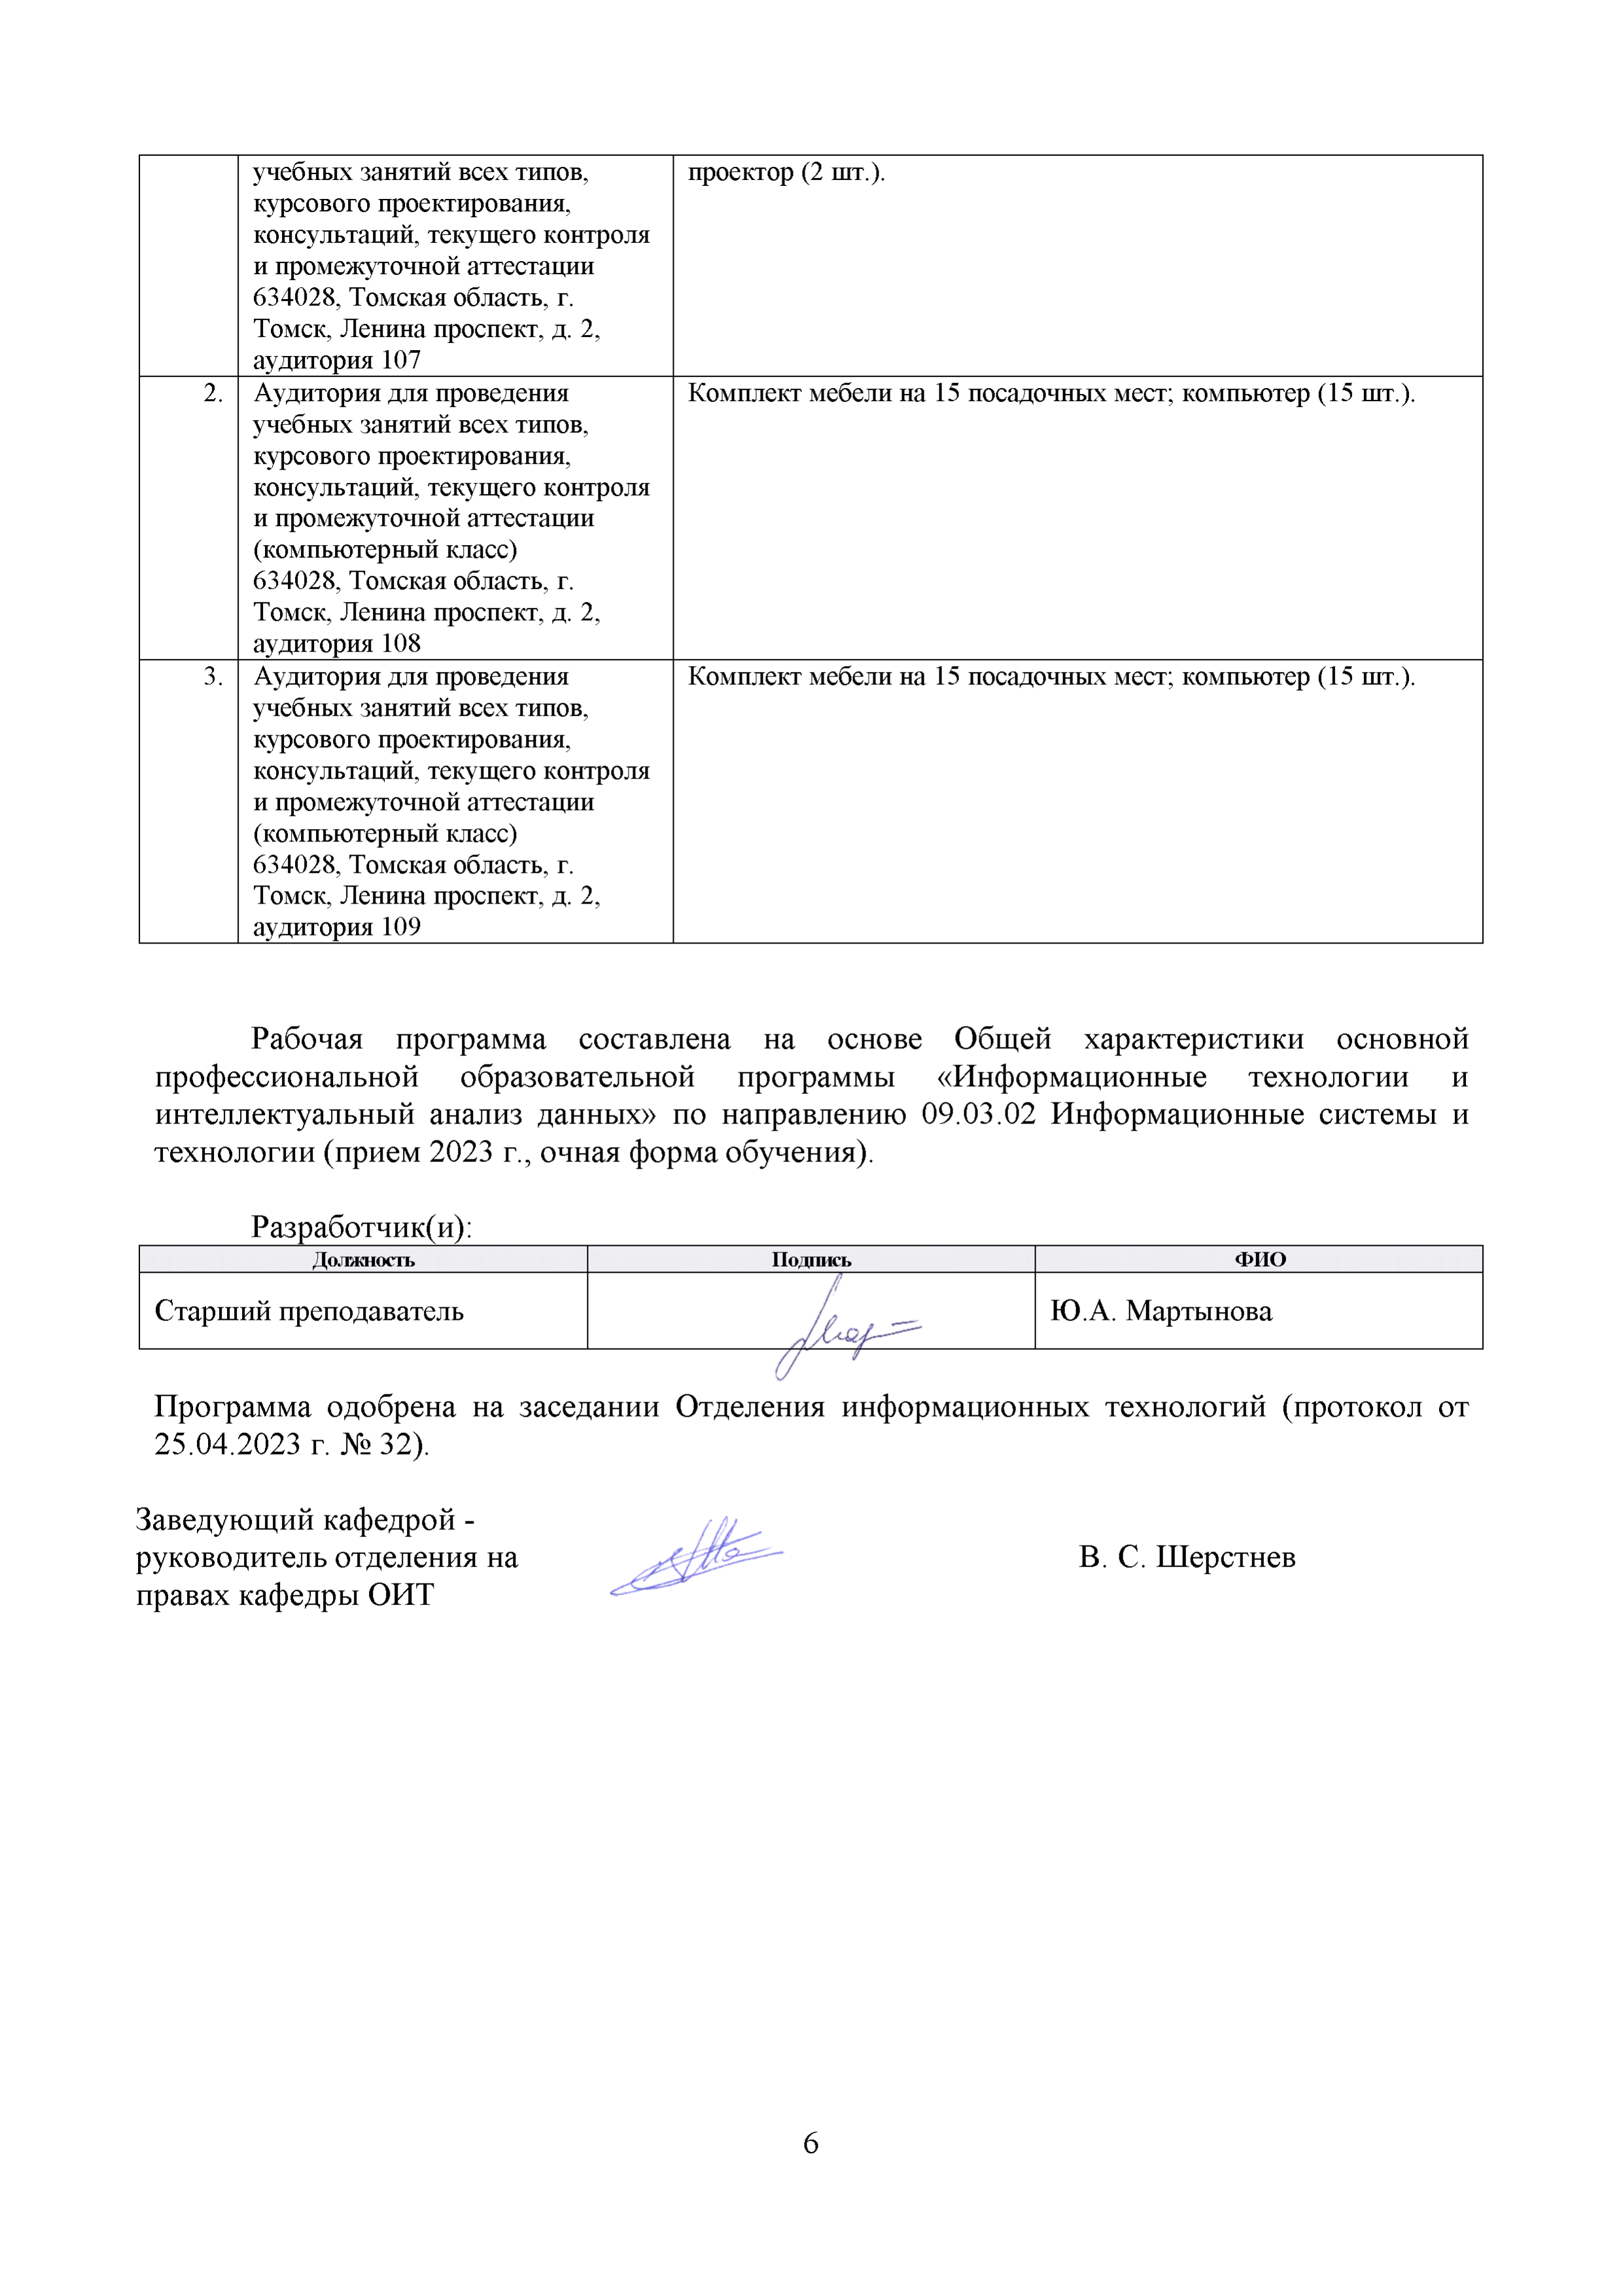 учебных занятий всех типов,
курсового проектирования,
консультаций, текущего контроля
и промежуточной аттестации
634028, Томская область, г.
Томск, Ленина проспект, д. 2,
аудитория 107
проектор (2 шт.).
2.
Аудитория для проведения
учебных занятий всех типов,
курсового проектирования,
консультаций, текущего контроля
и промежуточной аттестации
(компьютерный класс)
634028, Томская область, г.
Томск, Ленина проспект, д. 2,
аудитория 108
Комплект мебели на 15 посадочных мест; компьютер (15 шт.).
3.
Аудитория для проведения
учебных занятий всех типов,
курсового проектирования,
консультаций, текущего контроля
и промежуточной аттестации
(компьютерный класс)
634028, Томская область, г.
Томск, Ленина проспект, д. 2,
аудитория 109
Комплект мебели на 15 посадочных мест; компьютер (15 шт.).
Рабочая программа составлена на основе Общей характеристики основной
профессиональной образовательной программы «Информационные технологии и
интеллектуальный анализ данных» по направлению 09.03.02 Информационные системы и
технологии (прием 2023 г., очная форма обучения).
Разработчик(и):
Должность Подпись ФИО
Старший преподаватель Ю.А. Мартынова
Программа одобрена на заседании Отделения информационных технологий (протокол от
25.04.2023 г. № 32).
Заведующий кафедрой -
руководитель отделения на В. С. Шерстнев
правах кафедры ОИТ
6